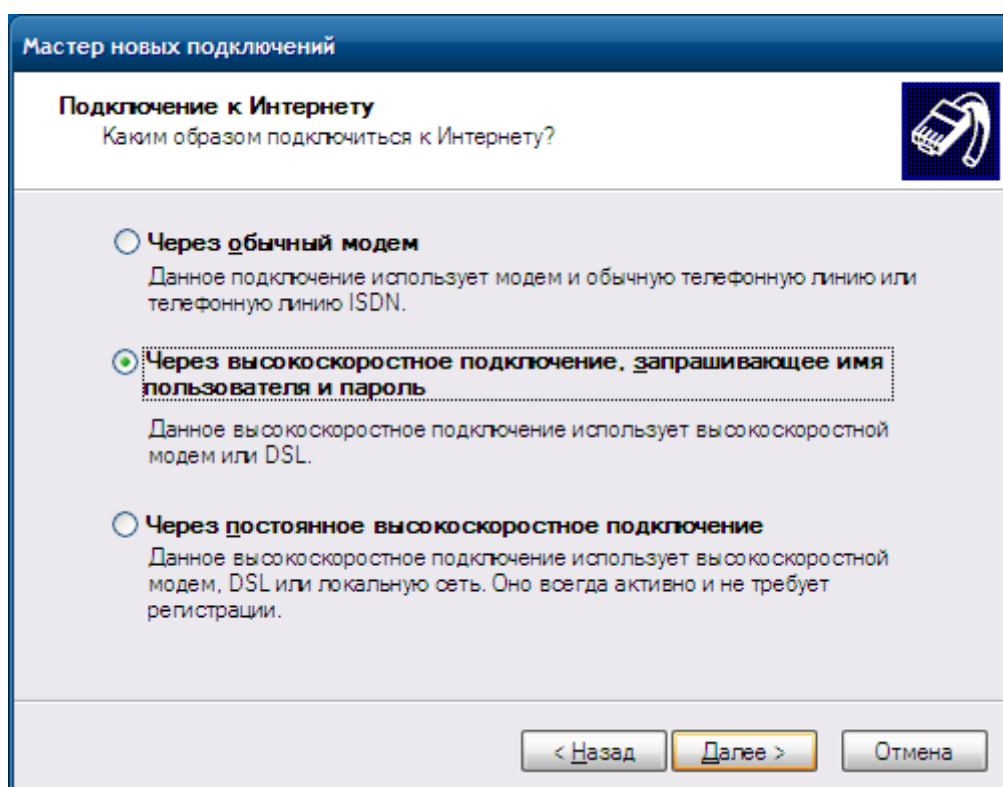 Мастер новых подключений
Подключение к Интернету
Каким образом подключиться к Интернету?
Через обычный модем
Данное подключение использует модем и обычную телефонную линию или
телефонную линию ISDN.
Через высокоскоростное подключение, запрашивающее имя
пользователя и пароль
Данное высокоскоростное подключение использует высокоскоростной
модем или DSL.
Через постоянное высокоскоростное подключение
Данное высокоскоростное подключение использует высокоскоростной
модем, DSL или локальную сеть. Оно всегда активно и не требует
регистрации.
< Назад Далее > Отмена